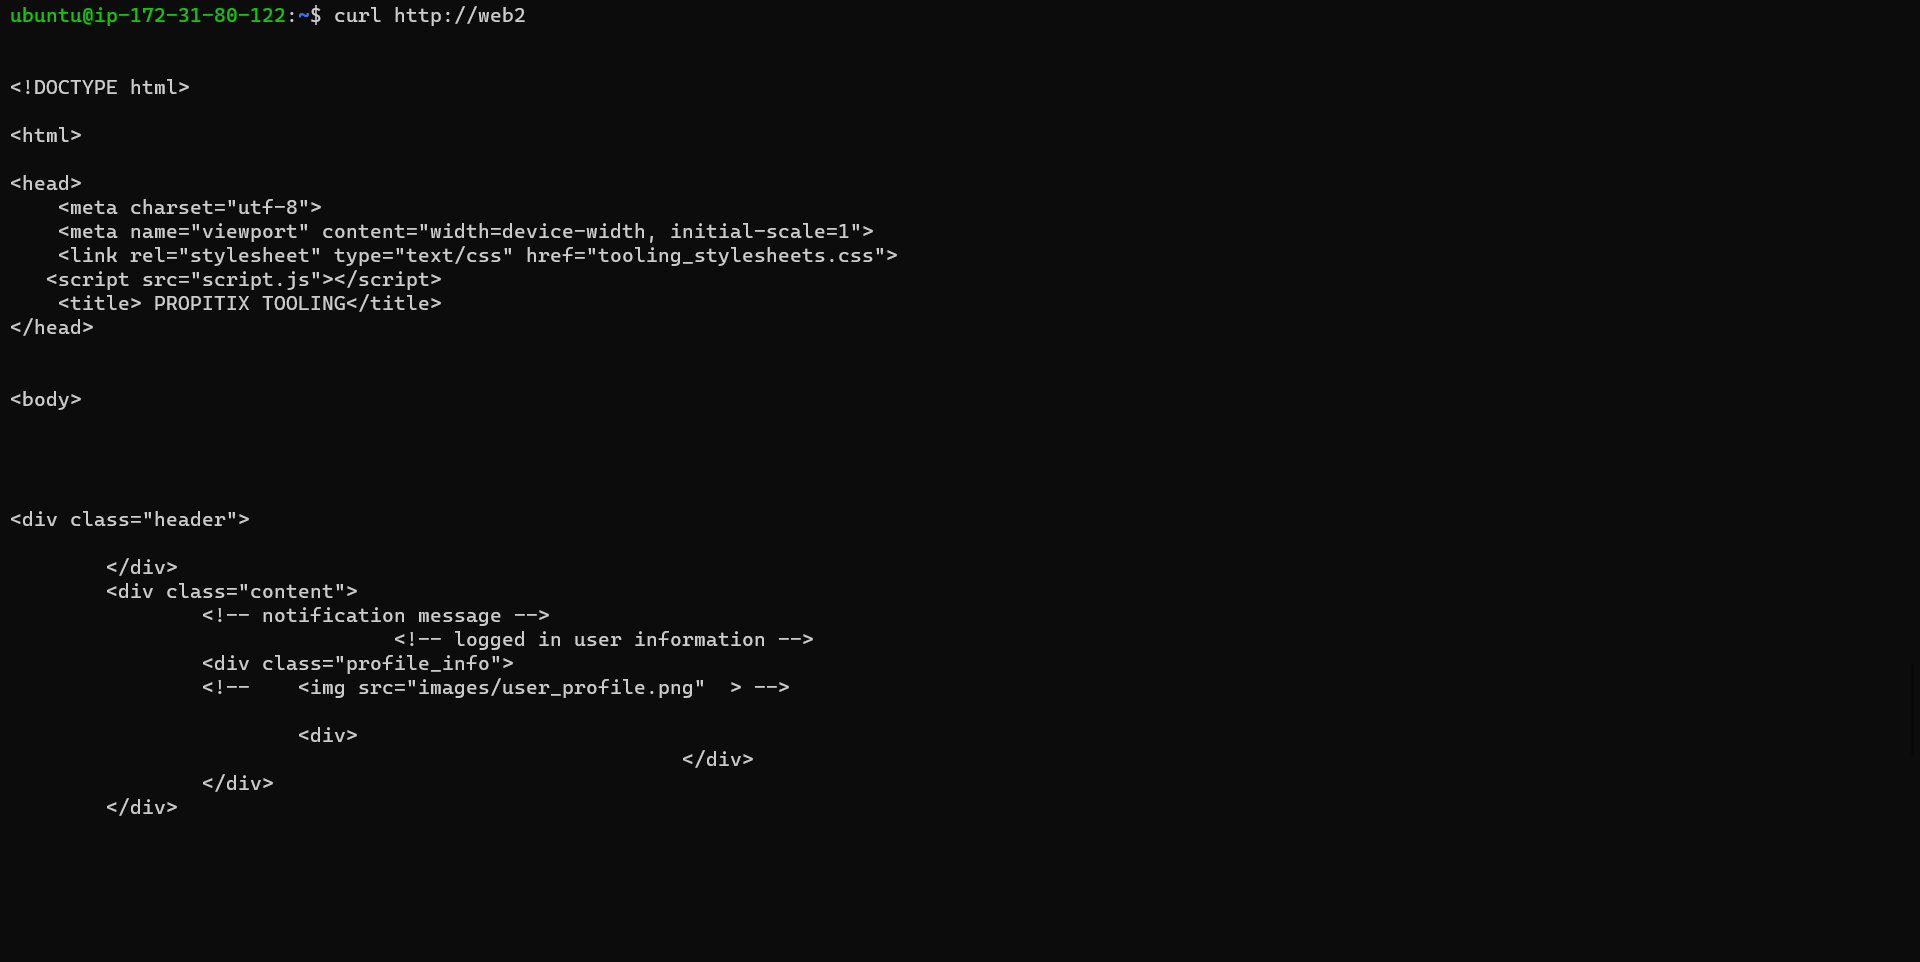 ubuntu@ip-172-31-80-122:~$ curl http://web2
<!DOCTYPE html>
<html>
<head>
    <meta charset="utf-8">
    <meta name="viewport" content="width=device-width, initial-scale=1">
    <link rel="stylesheet" type="text/css" href="tooling_stylesheets.css">
   <script src="script.js"></script>
    <title> PROPITIX TOOLING</title>
</head>
<body>
<div class="header">
        </div>
        <div class="content">
                <!-- notification message -->
                                <!-- logged in user information -->
                <div class="profile_info">
                <!--    <img src="images/user_profile.png"  > -->
                        <div>
                                                        </div>
                </div>
        </div>